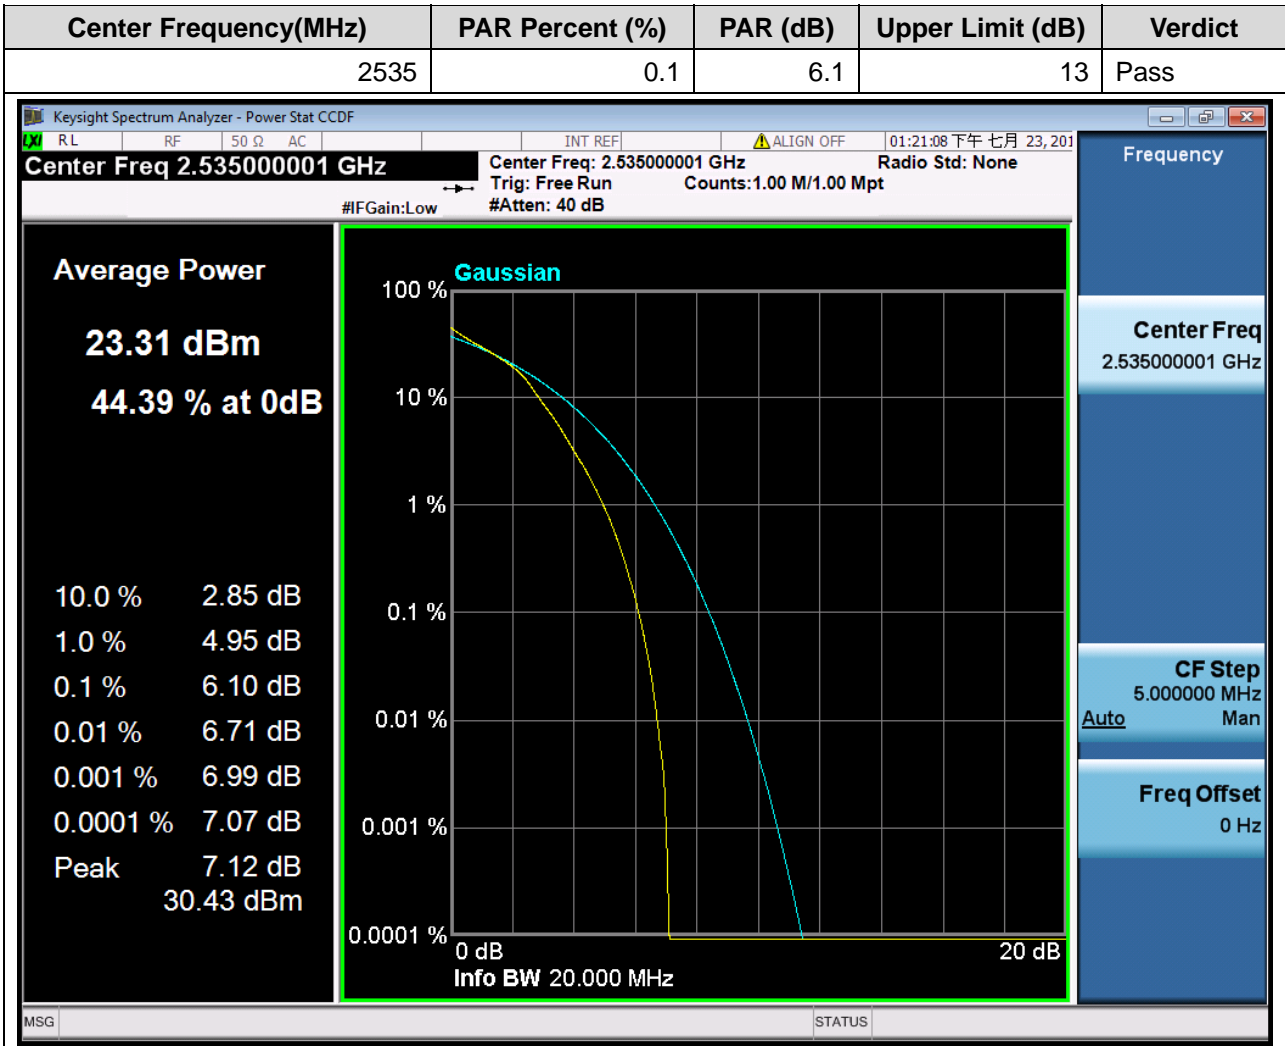 Center Frequency(MHz) PAR Percent (%) PAR (dB) Upper Limit (dB) Verdict
2535 0.1 6.1 13 Pass
Keysight Spectrum Analyzer - Power Stat CCDF
LXI RL RF 50 Ω AC INT REF ALIGN OFF 01:21:08 下午 七月 23, 201
Center Freq 2.535000001 GHz
Center Freq: 2.535000001 GHz Radio Std: None
Trig: Free Run Counts:1.00 M/1.00 Mpt
#IFGain:Low #Atten: 40 dB
Frequency
Average Power
23.31 dBm
44.39 % at 0dB
10.0 % 2.85 dB
1.0 % 4.95 dB
0.1 % 6.10 dB
0.01 % 6.71 dB
0.001 % 6.99 dB
0.0001 % 7.07 dB
Peak 7.12 dB
30.43 dBm
Gaussian
100 %
10 %
1 %
0.1 %
0.01 %
0.001 %
0.0001 %
0 dB 20 dB
Info BW 20.000 MHz
Center Freq
2.535000001 GHz
CF Step
5.000000 MHz
Auto Man
Freq Offset
0 Hz
MSG STATUS